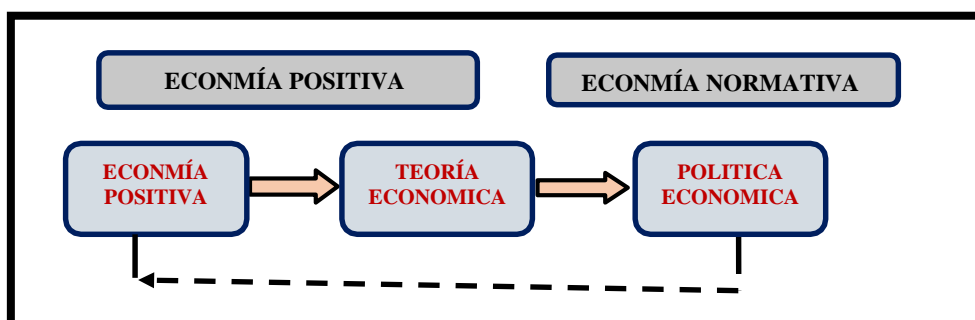 ECONMÍA POSITIVA
ECONMÍA NORMATIVA
ECONMÍA
POSITIVA
TEORÍA
ECONOMICA
POLITICA
ECONOMICA